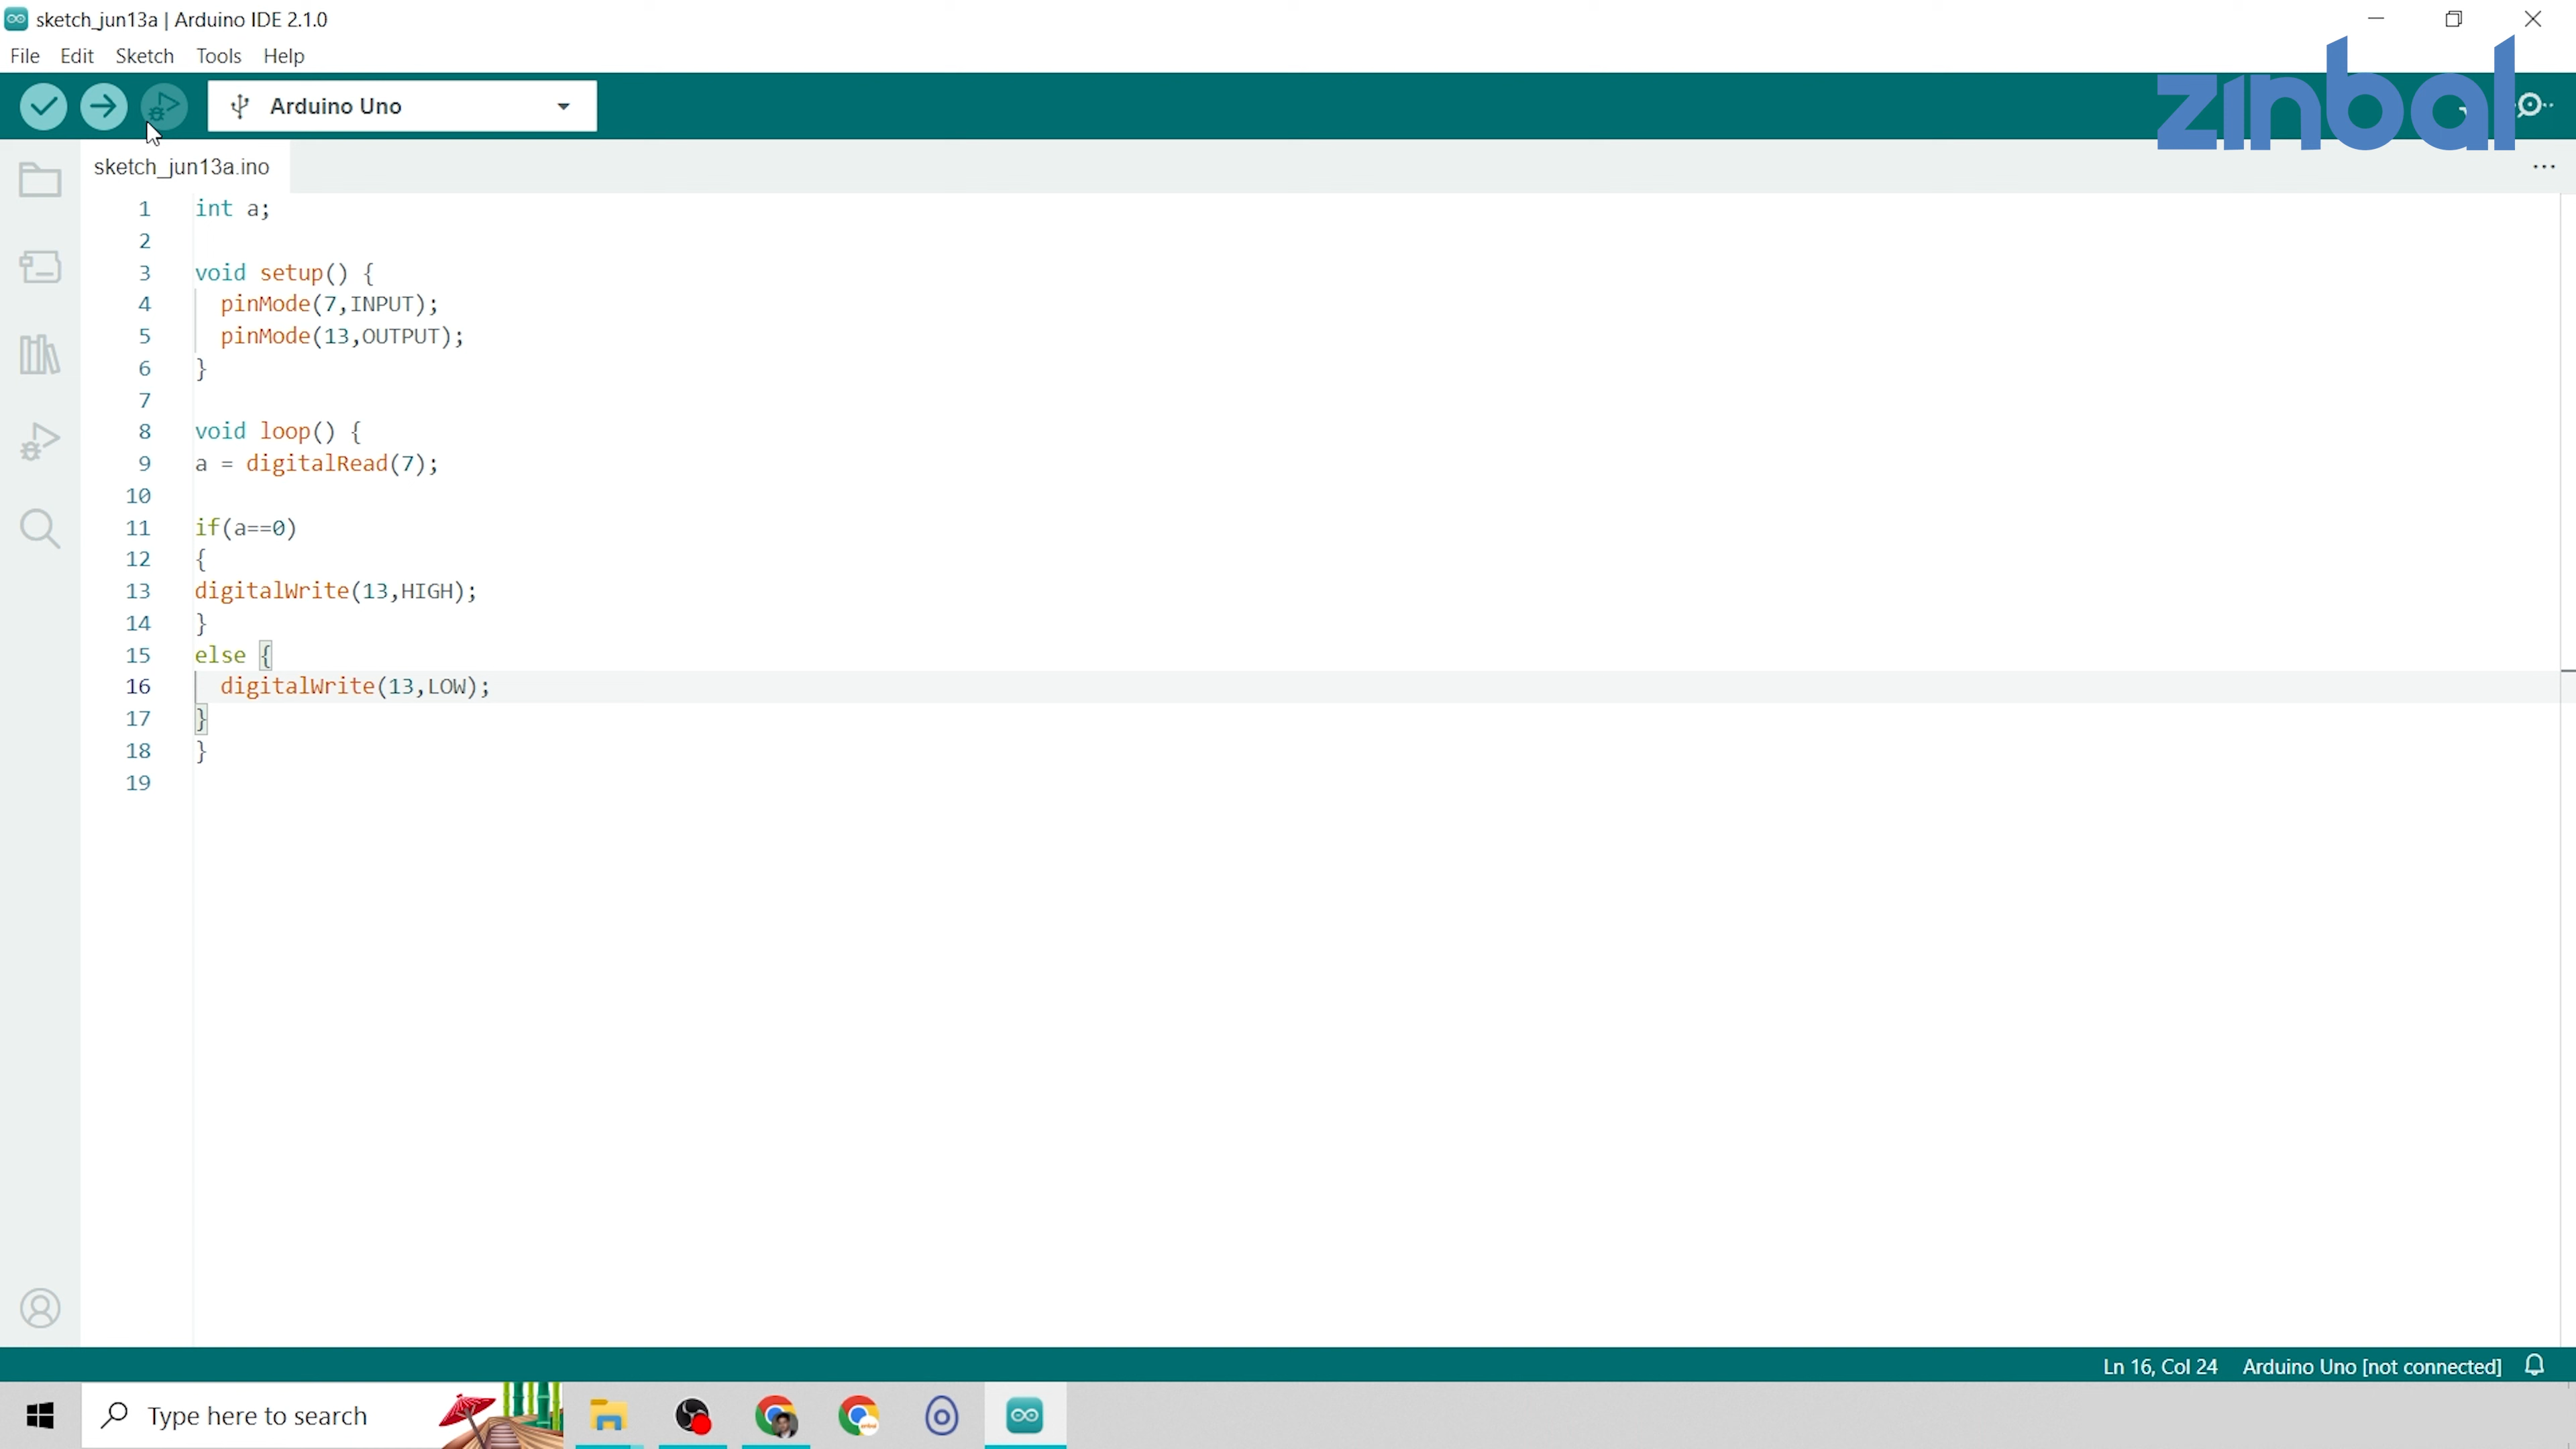 sketch_jun13a | Arduino IDE 2.1.0
File Edit Sketch Tools Help
Arduino Uno
zinbal
sketch_jun13a.ino
1 int a;
2
3 void setup() {
4 pinMode(7,INPUT);
5 pinMode(13,OUTPUT);
6 }
7
8 void loop() {
9 a = digitalRead(7);
10
11 if(a==0)
12 {
13 digitalWrite(13,HIGH);
14 }
15 else {
16 digitalWrite(13,LOW);
17 }
18 }
19
Ln 16, Col 24 Arduino Uno [not connected]
Type here to search